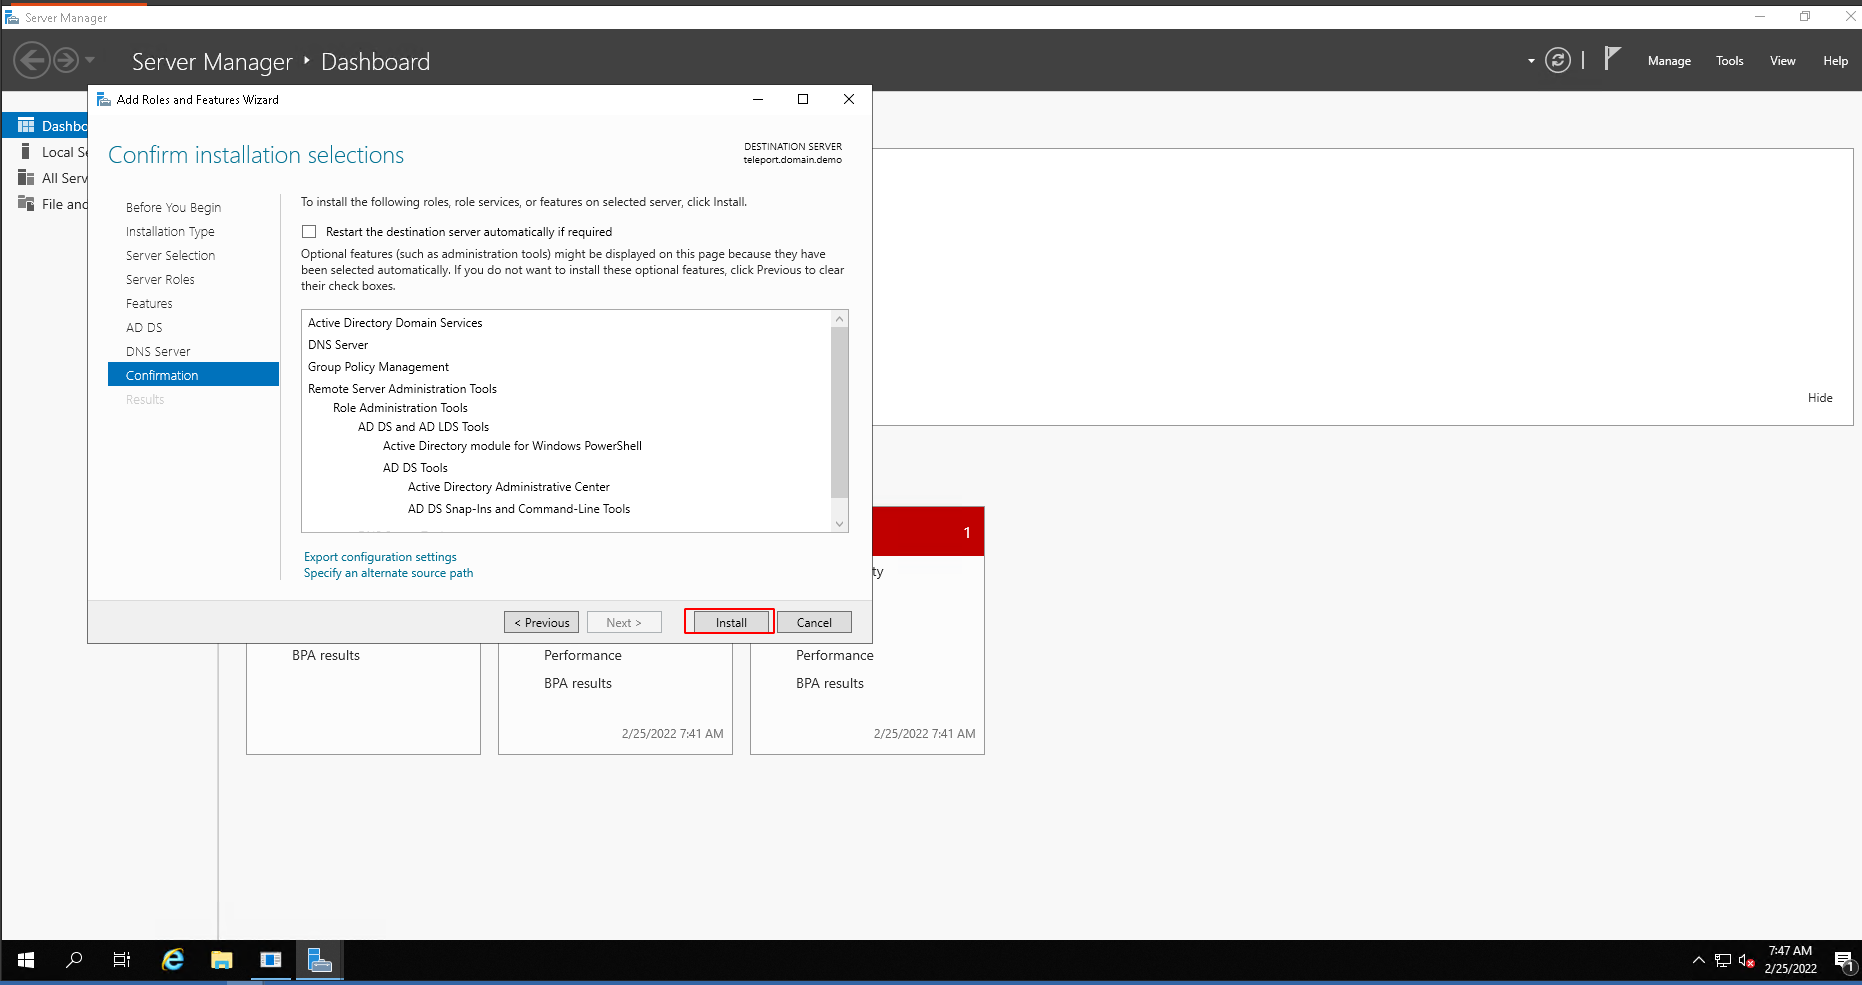 Server Manager
Server Manager ‣ Dashboard
Manage Tools View Help
Add Roles and Features Wizard
Dashbo
Local Se
All Serv
File and
Confirm installation selections
DESTINATION SERVER
teleport.domain.demo
Before You Begin
Installation Type
Server Selection
Server Roles
Features
AD DS
DNS Server
Confirmation
Results
To install the following roles, role services, or features on selected server, click Install.
Restart the destination server automatically if required
Optional features (such as administration tools) might be displayed on this page because they have
been selected automatically. If you do not want to install these optional features, click Previous to clear
their check boxes.
Active Directory Domain Services
DNS Server
Group Policy Management
Remote Server Administration Tools
Role Administration Tools
AD DS and AD LDS Tools
Active Directory module for Windows PowerShell
AD DS Tools
Active Directory Administrative Center
AD DS Snap-Ins and Command-Line Tools
Export configuration settings
Specify an alternate source path
< Previous Next > Install Cancel
Hide
1
ty
BPA results
Performance
BPA results
2/25/2022 7:41 AM
Performance
BPA results
2/25/2022 7:41 AM
7:47 AM
2/25/2022
1